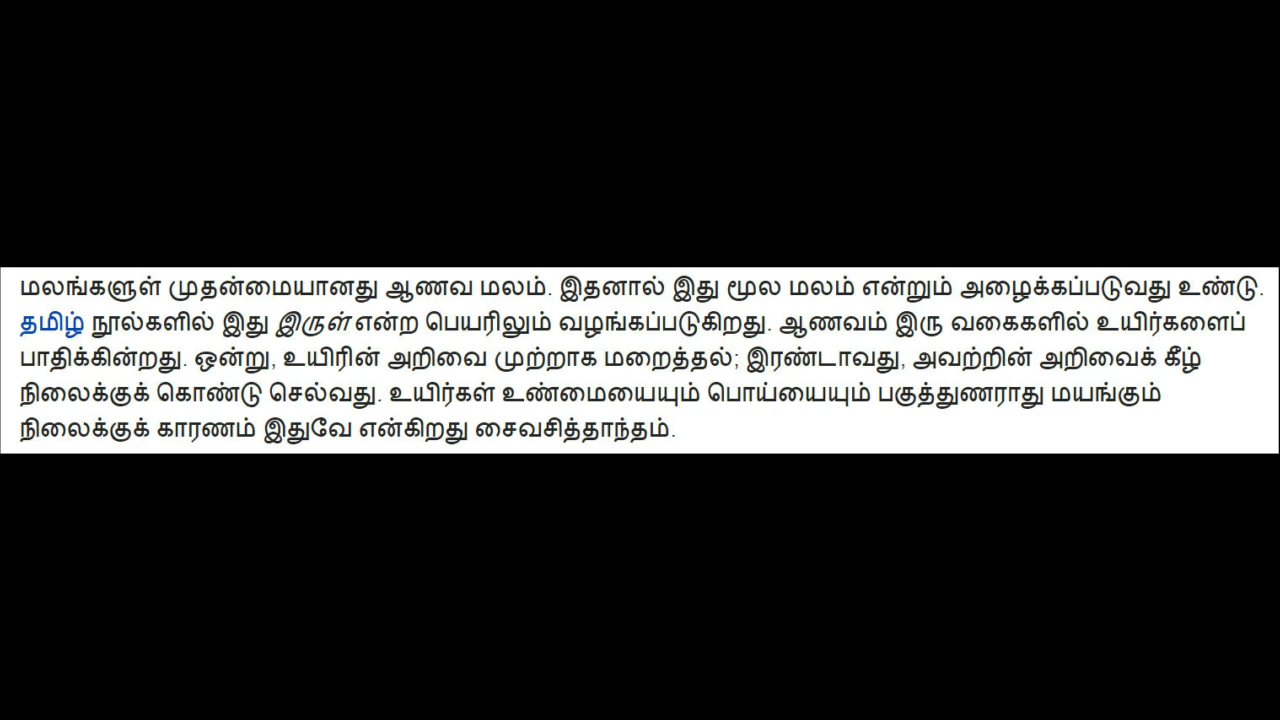 மலங்களுள் முதன்மையானது ஆணவ மலம். இதனால் இது மூல மலம் என்றும் அழைக்கப்படுவது உண்டு.
தமிழ் நூல்களில் இது இருள் என்ற பெயரிலும் வழங்கப்படுகிறது. ஆணவம் இரு வகைகளில் உயிர்களைப்
பாதிக்கின்றது. ஒன்று, உயிரின் அறிவை முற்றாக மறைத்தல்; இரண்டாவது, அவற்றின் அறிவைக் கீழ்
நிலைக்குக் கொண்டு செல்வது. உயிர்கள் உண்மையையும் பொய்யையும் பகுத்துணராது மயங்கும்
நிலைக்குக் காரணம் இதுவே என்கிறது சைவசித்தாந்தம்.